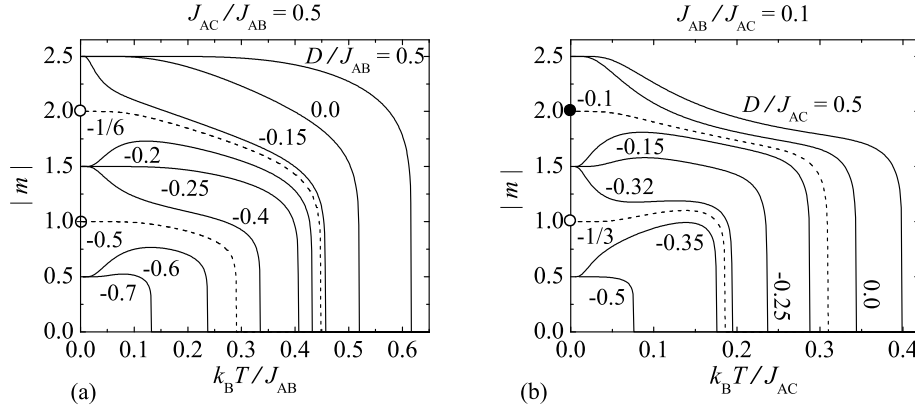 J_AC / J_AB = 0.5
| m |
2.5
2.0
1.5
1.0
0.5
0.0
D / J_AB = 0.5
0.0
-0.15
-1/6
-0.2
-0.25
-0.4
-0.5
-0.6
-0.7
0.0 0.1 0.2 0.3 0.4 0.5 0.6
(a)
k_B T / J_AB
J_AB / J_AC = 0.1
| m |
2.5
2.0
1.5
1.0
0.5
0.0
-0.1
D / J_AC = 0.5
-0.15
-0.32
-1/3
-0.35
-0.25
0.0
-0.5
0.0 0.1 0.2 0.3 0.4
(b)
k_B T / J_AC